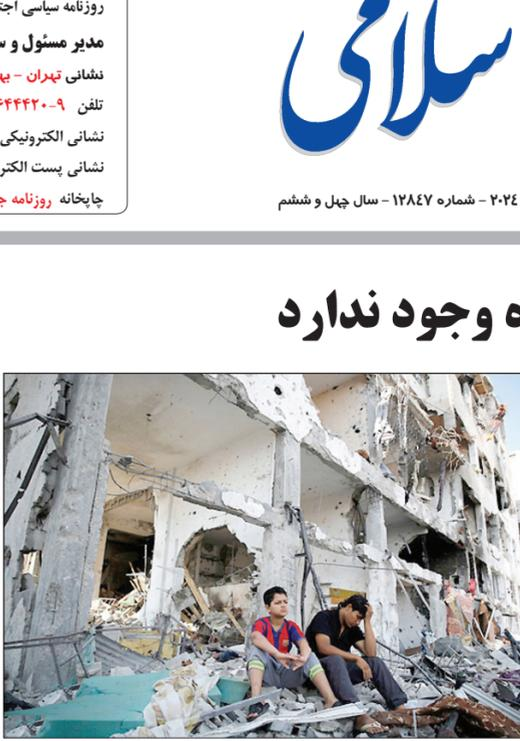 سلامی
۲۰۲۴ - شماره ۱۲۸۴۷ - سال چهل و ششم
روزنامه سیاسی اجت
مدیر مسئول و س
نشانی تهران - به
تلفن ۹-۶۴۴۴۲۰
نشانی الکترونیکی
نشانی پست الکتر
چاپخانه روزنامه ج
ه وجود ندارد